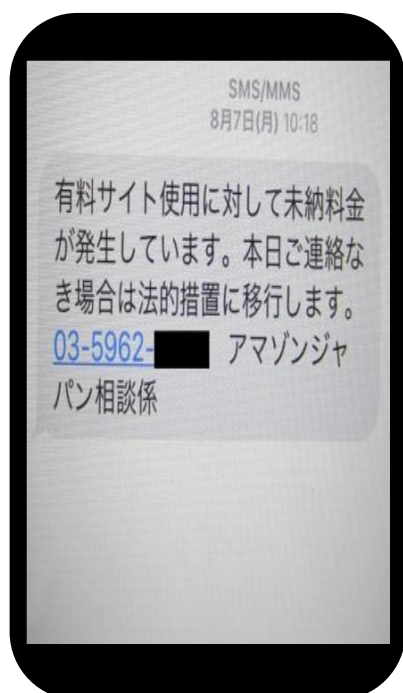 SMS/MMS
8月7日(月) 10:18
有料サイト使用に対して未納料金
が発生しています。本日ご連絡な
き場合は法的措置に移行します。
03-5962- アマゾンジャ
パン相談係